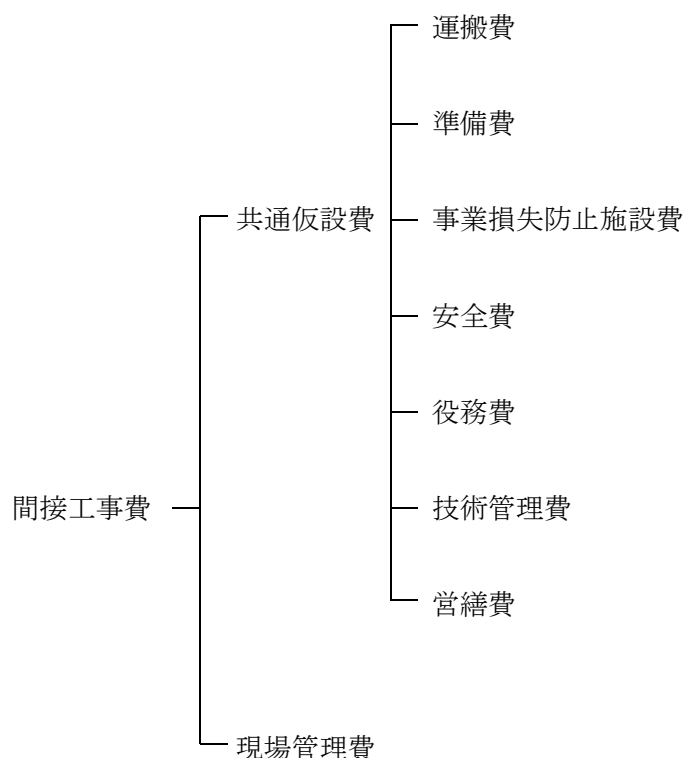 運搬費
準備費
共通仮設費
事業損失防止施設費
安全費
役務費
間接工事費
技術管理費
営繕費
現場管理費